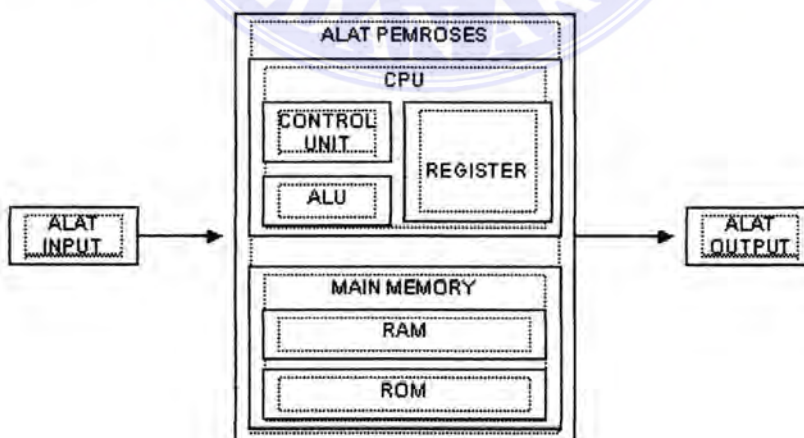 ALAT PEMROSES
CPU
CONTROL
UNIT
ALU
REGISTER
ALAT
INPUT
ALAT
OUTPUT
MAIN MEMORY
RAM
ROM